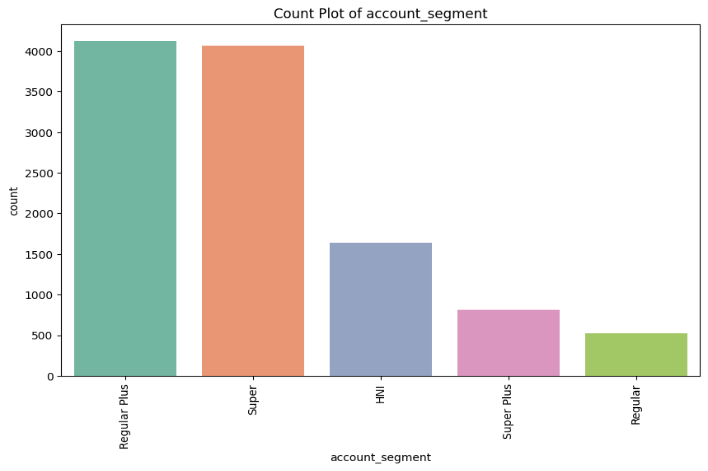 Count Plot of account_segment
4000
3500
3000
2500
2000
1500
1000
500
0
count
Regular Plus
Super
HNI
Super Plus
Regular
account_segment